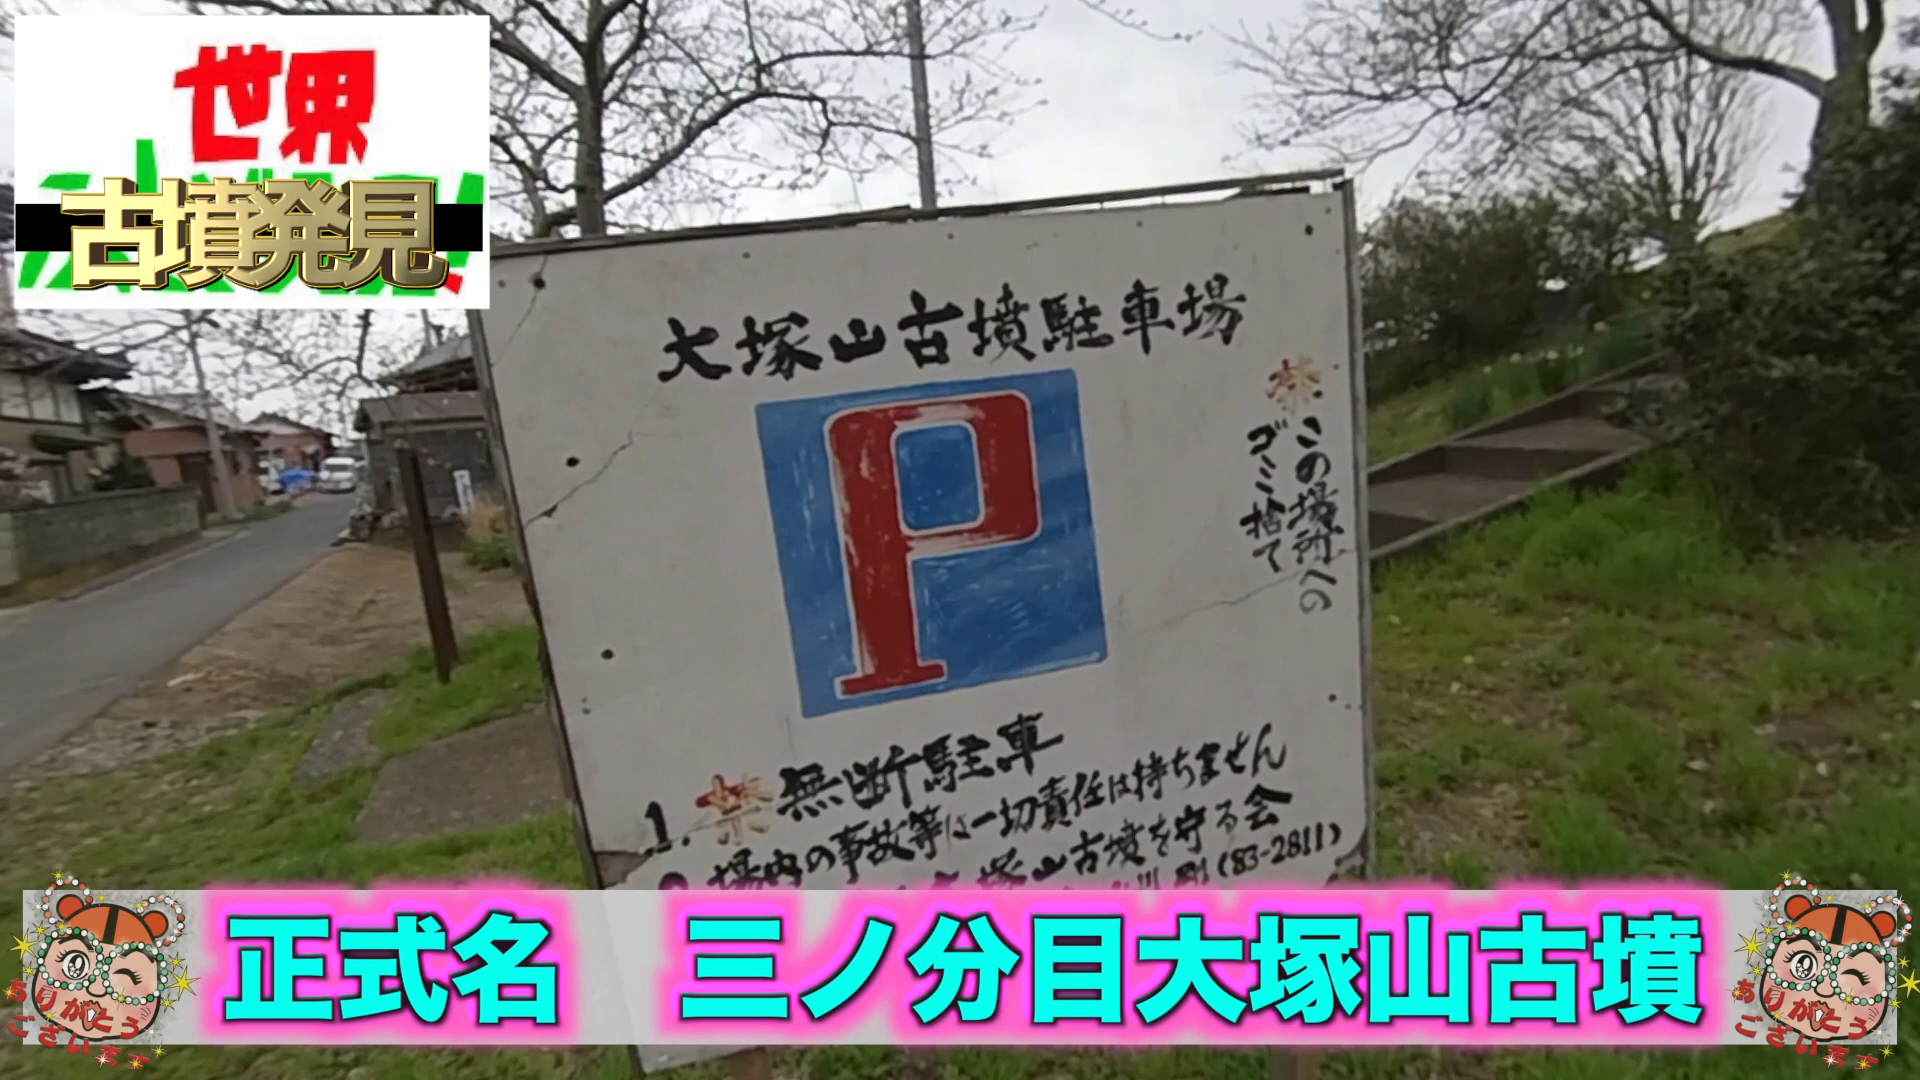 世界
古墳発見
大塚山古墳駐車場
禁
この場所への
ゴミ捨て
P
1. 禁 無断駐車
場内の事故等は一切責任は持ちません
大塚山古墳を守る会
(83-2811)
正式名 三ノ分目大塚山古墳
ありがとう
ございます
ありがとう
ございます